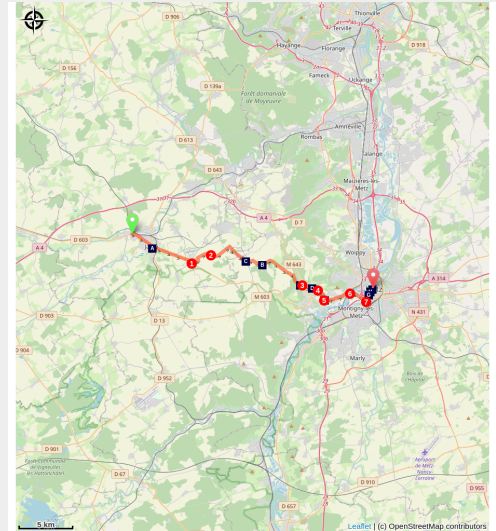 Thionville
D 906
Terville
Hayange
Florange
D 918
D 156
Fameck
Uckange
D 139a
Forêt domaniale
de Moyeuvre
Amnéville
Rombas
D 613
Talange
D 643
Maizières-lès-
Metz
A 4
D 7
D 603
A
Woippy
A 4
2
1
C
B
M 643
A 314
3
4
5
6
7
M 603
Montigny-lès-
Metz
N 431
D 903
D 13
Marly
D 904
D 952
Bois de
l'Hôpital
D 901
Aéroport
de Metz-
Nancy-
Lorraine
D 67
D 910
D 955
D 657
5 km
Leaflet | (c) OpenStreetMap contributors